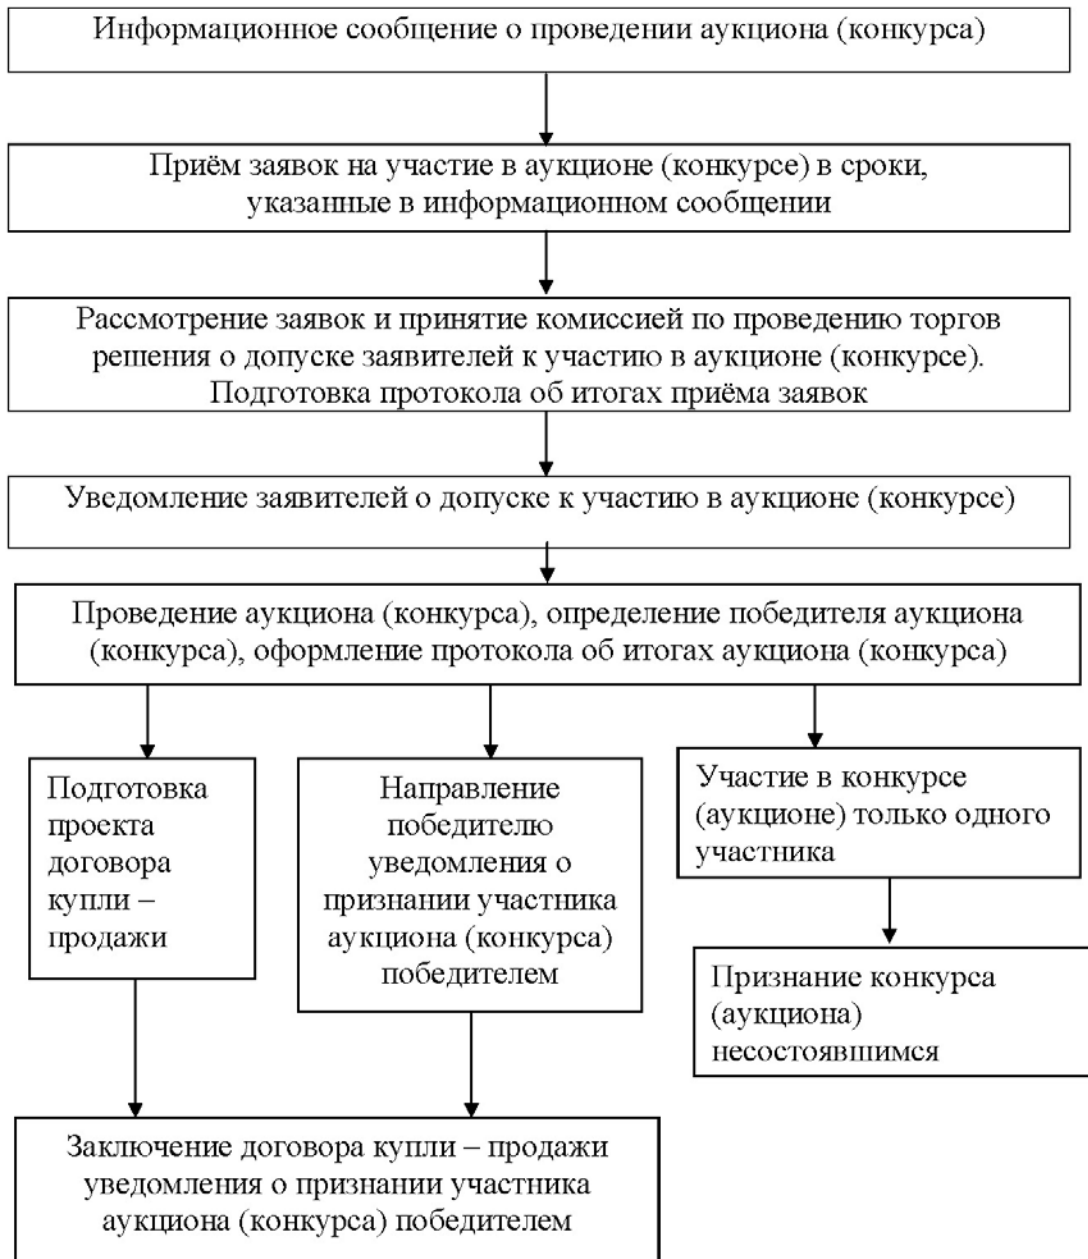 Информационное сообщение о проведении аукциона (конкурса)
Приём заявок на участие в аукционе (конкурсе) в сроки,
указанные в информационном сообщении
Рассмотрение заявок и принятие комиссией по проведению торгов
решения о допуске заявителей к участию в аукционе (конкурсе).
Подготовка протокола об итогах приёма заявок
Уведомление заявителей о допуске к участию в аукционе (конкурсе)
Проведение аукциона (конкурса), определение победителя аукциона
(конкурса), оформление протокола об итогах аукциона (конкурса)
Подготовка
проекта
договора
купли –
продажи
Направление
победителю
уведомления о
признании участника
аукциона (конкурса)
победителем
Участие в конкурсе
(аукционе) только одного
участника
Признание конкурса
(аукциона)
несостоявшимся
Заключение договора купли – продажи
уведомления о признании участника
аукциона (конкурса) победителем